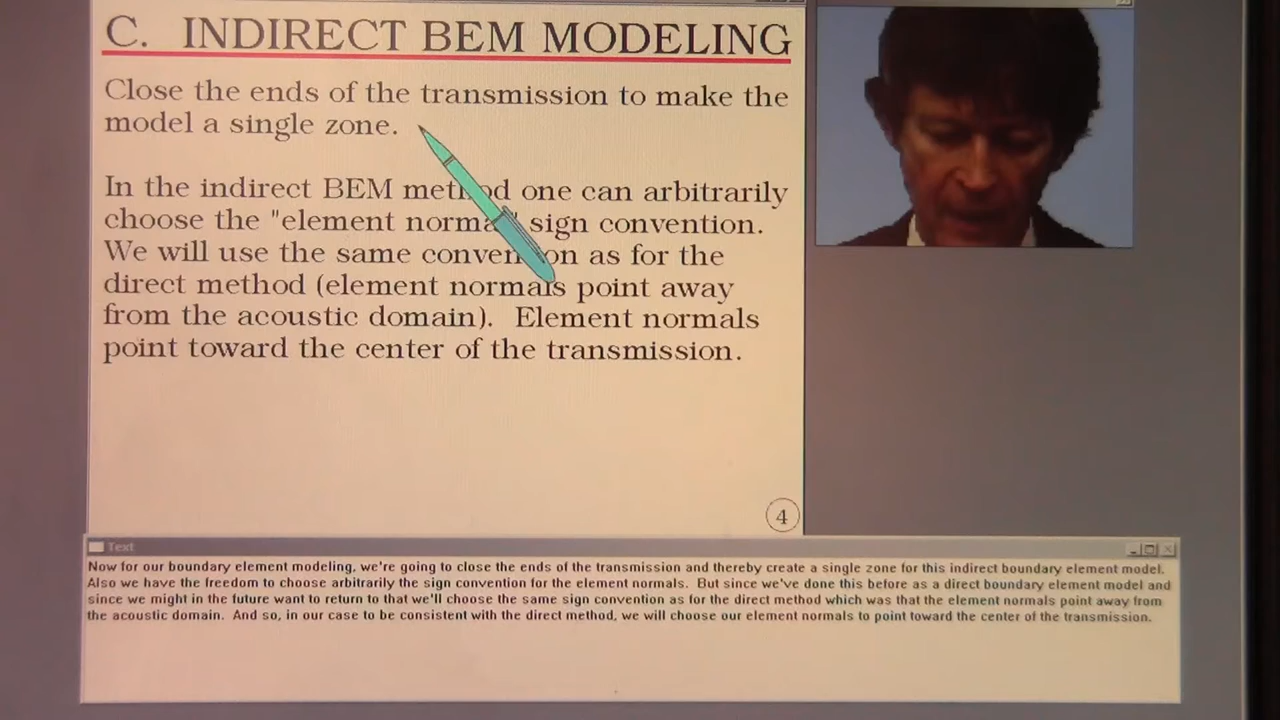 C. INDIRECT BEM MODELING
Close the ends of the transmission to make the
model a single zone.
In the indirect BEM method one can arbitrarily
choose the "element normal" sign convention.
We will use the same convention as for the
direct method (element normals point away
from the acoustic domain). Element normals
point toward the center of the transmission.
4
Text
Now for our boundary element modeling, we're going to close the ends of the transmission and thereby create a single zone for this indirect boundary element model.
Also we have the freedom to choose arbitrarily the sign convention for the element normals. But since we've done this before as a direct boundary element model and
since we might in the future want to return to that we'll choose the same sign convention as for the direct method which was that the element normals point away from
the acoustic domain. And so, in our case to be consistent with the direct method, we will choose our element normals to point toward the center of the transmission.